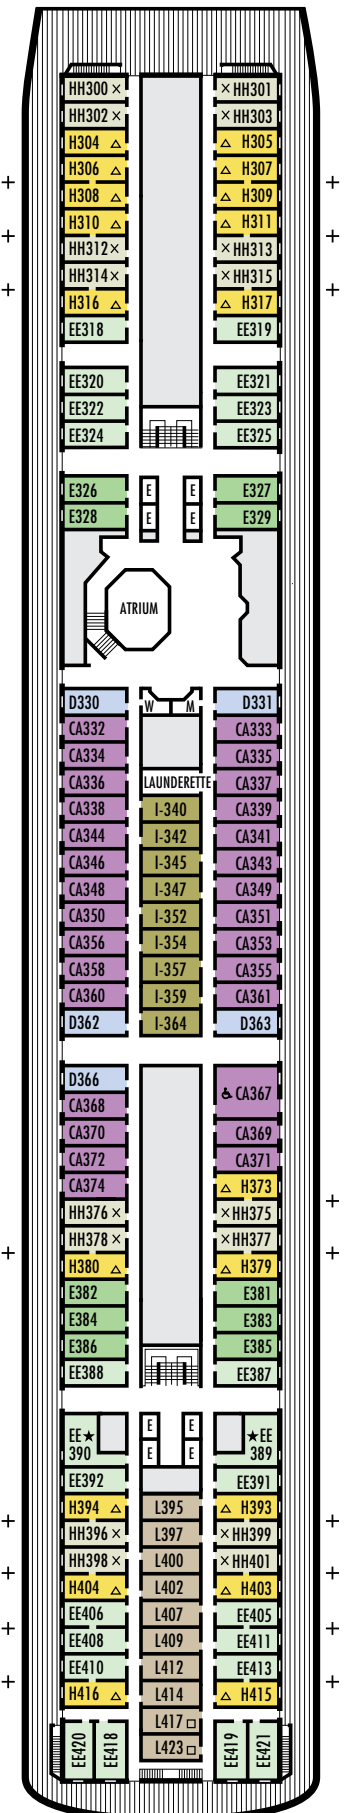 HH300 × × HH301
HH302 × × HH303
H304 △ △ H305
H306 △ △ H307
H308 △ △ H309
H310 △ △ H311
HH312 × × HH313
HH314 × × HH315
H316 △ △ H317
EE318 EE319
EE320 EE321
EE322 EE323
EE324 EE325
E326 E E E327
E328 E E E329
ATRIUM
D330 W M D331
CA332 CA333
CA334 CA335
CA336 LAUNDERETTE CA337
CA338 I-340 CA339
CA344 I-342 CA341
CA346 I-345 CA343
CA348 I-347 CA349
CA350 I-352 CA351
CA356 I-354 CA353
CA358 I-357 CA355
CA360 I-359 CA361
D362 I-364 D363
D366
CA368 ♿ CA367
CA370 CA369
CA372 CA371
CA374 △ H373
HH376 × × HH375
HH378 × × HH377
H380 △ △ H379
E382 E381
E384 E383
E386 E385
EE388 EE387
EE ★ E E ★ EE
390 E E 389
EE392 EE391
H394 △ L395 △ H393
HH396 × L397 × HH399
HH398 × L400 × HH401
H404 △ L402 △ H403
EE406 L407 EE405
EE408 L409 EE411
EE410 L412 EE413
H416 △ L414 △ H415
L417 □
EE420 EE418 L423 □ EE419 EE421